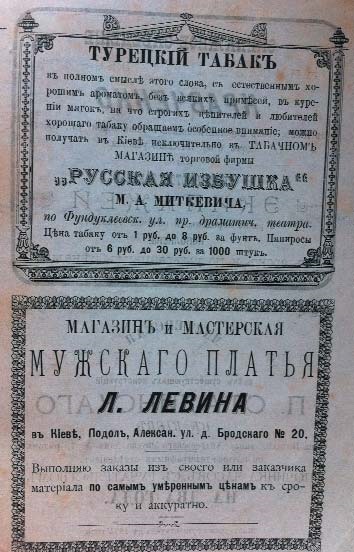 ТУРЕЦКІЙ ТАБАКЪ
въ полномъ смыслѣ этого слова, съ естественнымъ хо-
рошимъ ароматомъ, безъ всякихъ примѣсей, въ куре-
ніи мягокъ, на что строгихъ цѣнителей и любителей
хорошаго табаку обращаемъ особенное вниманіе; можно
получать въ Кіевѣ исключительно въ ТАБАЧНОМЪ
МАГАЗИНѢ торговой фирмы
„РУССКАЯ ИЗБУШКА“
М. А. МИТКЕВИЧА,
по Фундуклеевск. ул. пр. драматич. театра.
Цѣна табаку отъ 1 руб. до 8 руб. за фунтъ. Папиросы
отъ 6 руб. до 30 руб. за 1000 штукъ.
МАГАЗИНЪ и МАСТЕРСКАЯ
МУЖСКАГО ПЛАТЬЯ
Л. ЛЕВИНА
въ Кіевѣ, Подолъ, Алексан. ул. д. Бродскаго № 20.
Выполняю заказы изъ своего или заказчика
матеріала по самымъ умѣреннымъ цѣнамъ къ сро-
ку и аккуратно.